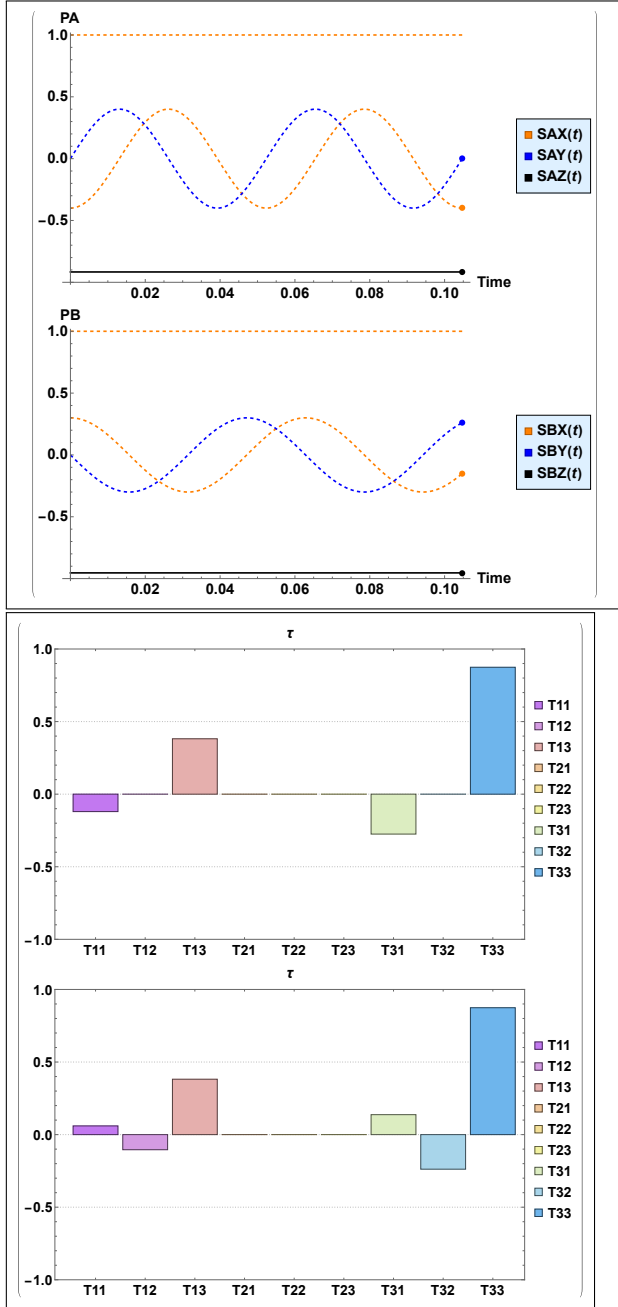 PA
1.0
0.5
0.0
−0.5
0.02 0.04 0.06 0.08 0.10
Time
SAX(t)
SAY(t)
SAZ(t)
PB
1.0
0.5
0.0
−0.5
0.02 0.04 0.06 0.08 0.10
Time
SBX(t)
SBY(t)
SBZ(t)
τ
1.0
0.5
0.0
−0.5
−1.0
T11 T12 T13 T21 T22 T23 T31 T32 T33
T11
T12
T13
T21
T22
T23
T31
T32
T33
τ
1.0
0.5
0.0
−0.5
−1.0
T11 T12 T13 T21 T22 T23 T31 T32 T33
T11
T12
T13
T21
T22
T23
T31
T32
T33